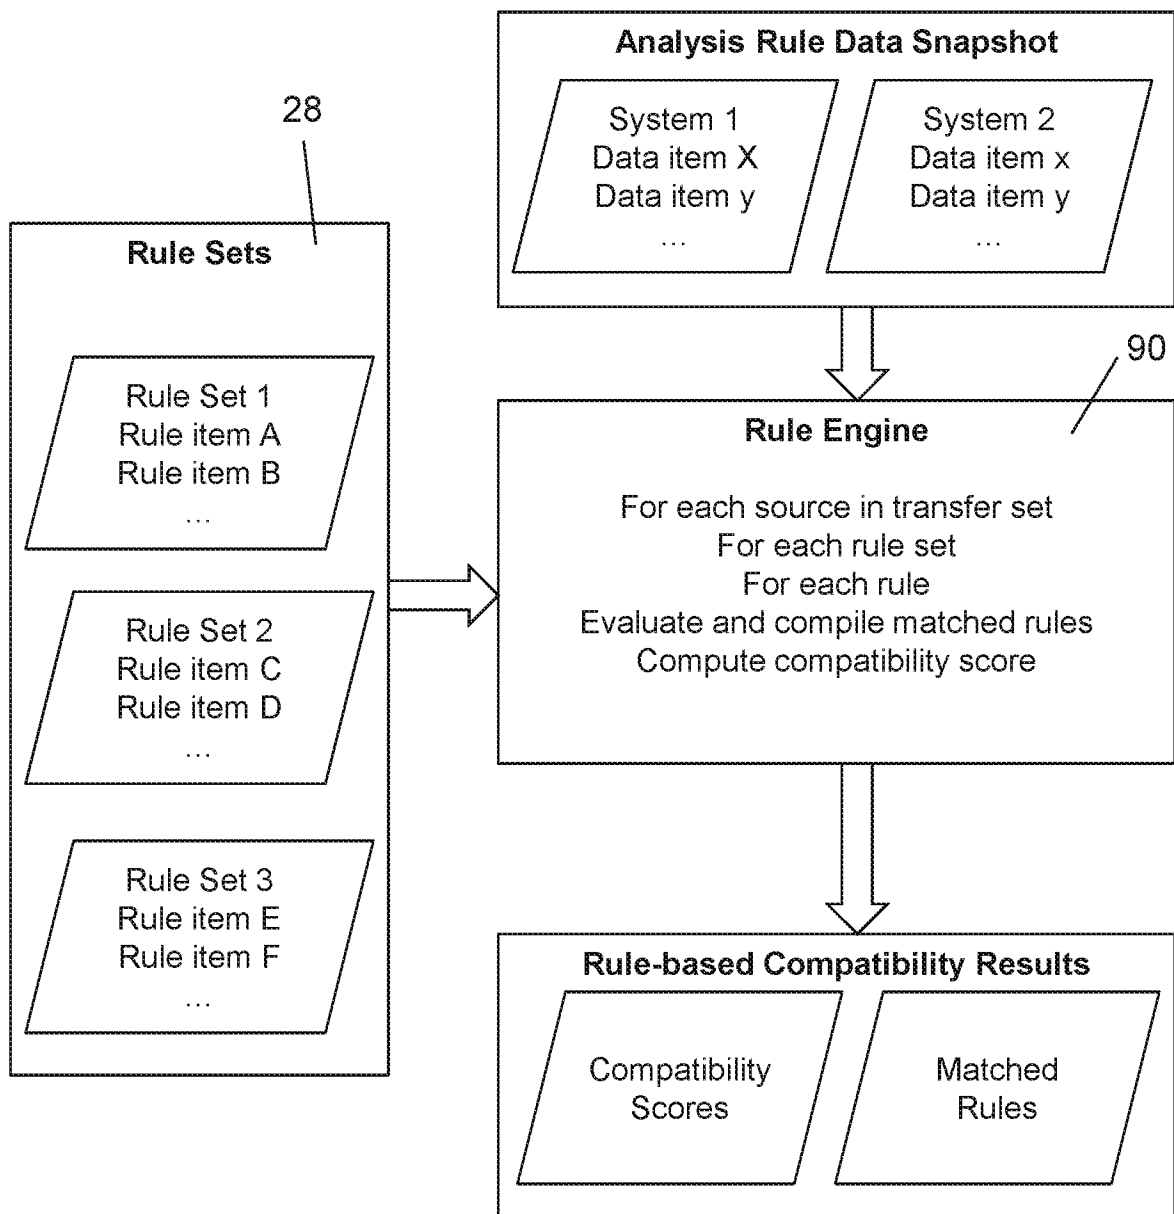 Analysis Rule Data Snapshot
System 1
Data item X
Data item y
...
System 2
Data item x
Data item y
...
28
Rule Sets
Rule Set 1
Rule item A
Rule item B
...
Rule Set 2
Rule item C
Rule item D
...
Rule Set 3
Rule item E
Rule item F
...
90
Rule Engine
For each source in transfer set
For each rule set
For each rule
Evaluate and compile matched rules
Compute compatibility score
Rule-based Compatibility Results
Compatibility
Scores
Matched
Rules